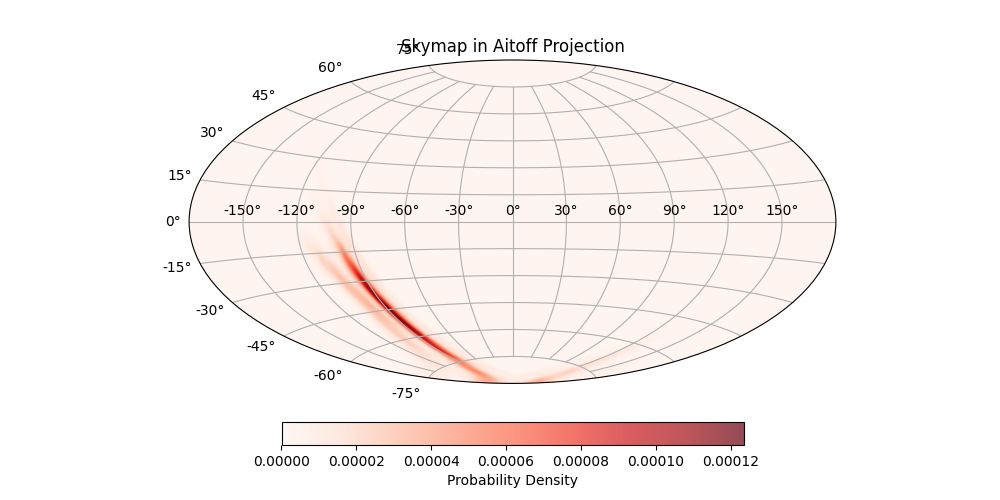 Skymap in Aitoff Projection
75°
60°
45°
30°
15°
0°
-15°
-30°
-45°
-60°
-75°
-150° -120° -90° -60° -30° 0° 30° 60° 90° 120° 150°
0.00000 0.00002 0.00004 0.00006 0.00008 0.00010 0.00012
Probability Density